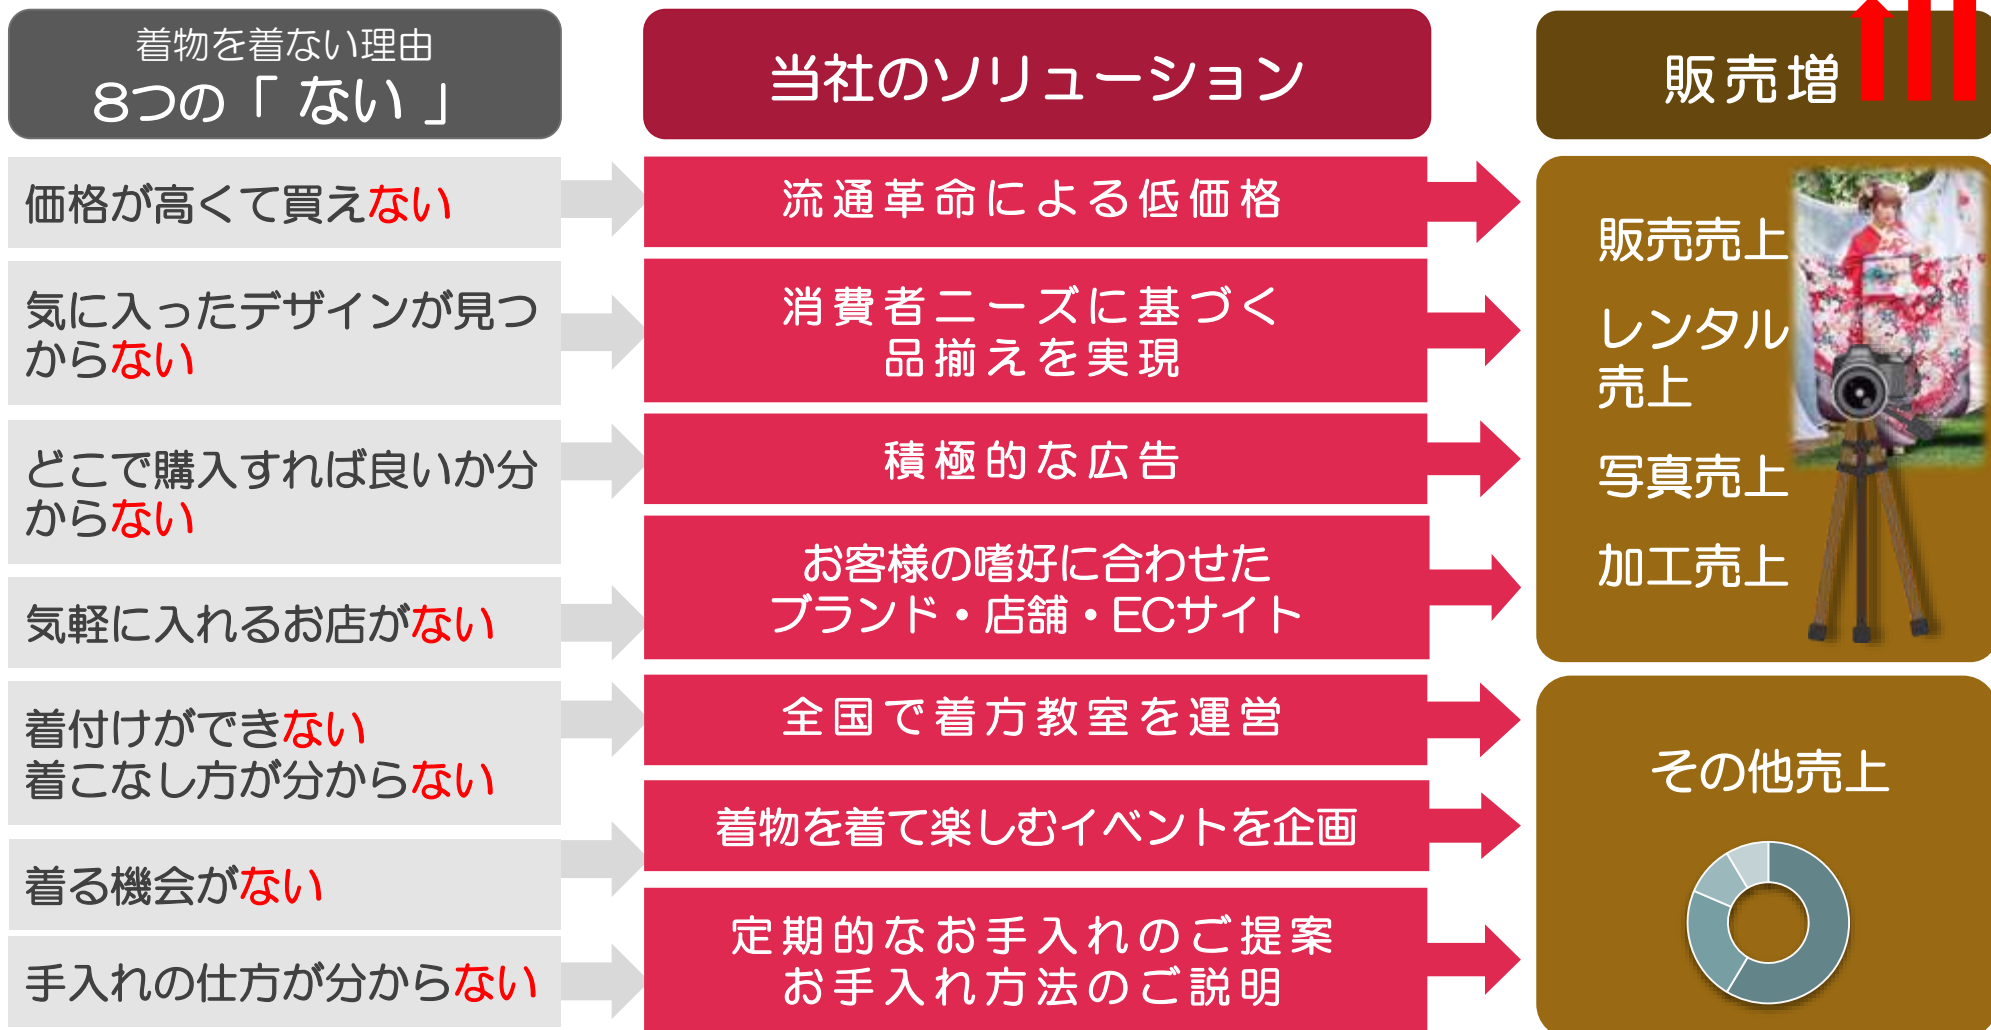 着物を着ない理由
8つの「 ない 」
価格が高くて買えない
気に入ったデザインが見つ
からない
どこで購入すれば良いか分
からない
気軽に入れるお店がない
着付けができない
着こなし方が分からない
着る機会がない
手入れの仕方が分からない
当社のソリューション
流通革命による低価格
消費者ニーズに基づく
品揃えを実現
積極的な広告
お客様の嗜好に合わせた
ブランド・店舗・ECサイト
全国で着方教室を運営
着物を着て楽しむイベントを企画
定期的なお手入れのご提案
お手入れ方法のご説明
販売増
販売売上
レンタル
売上
写真売上
加工売上
その他売上